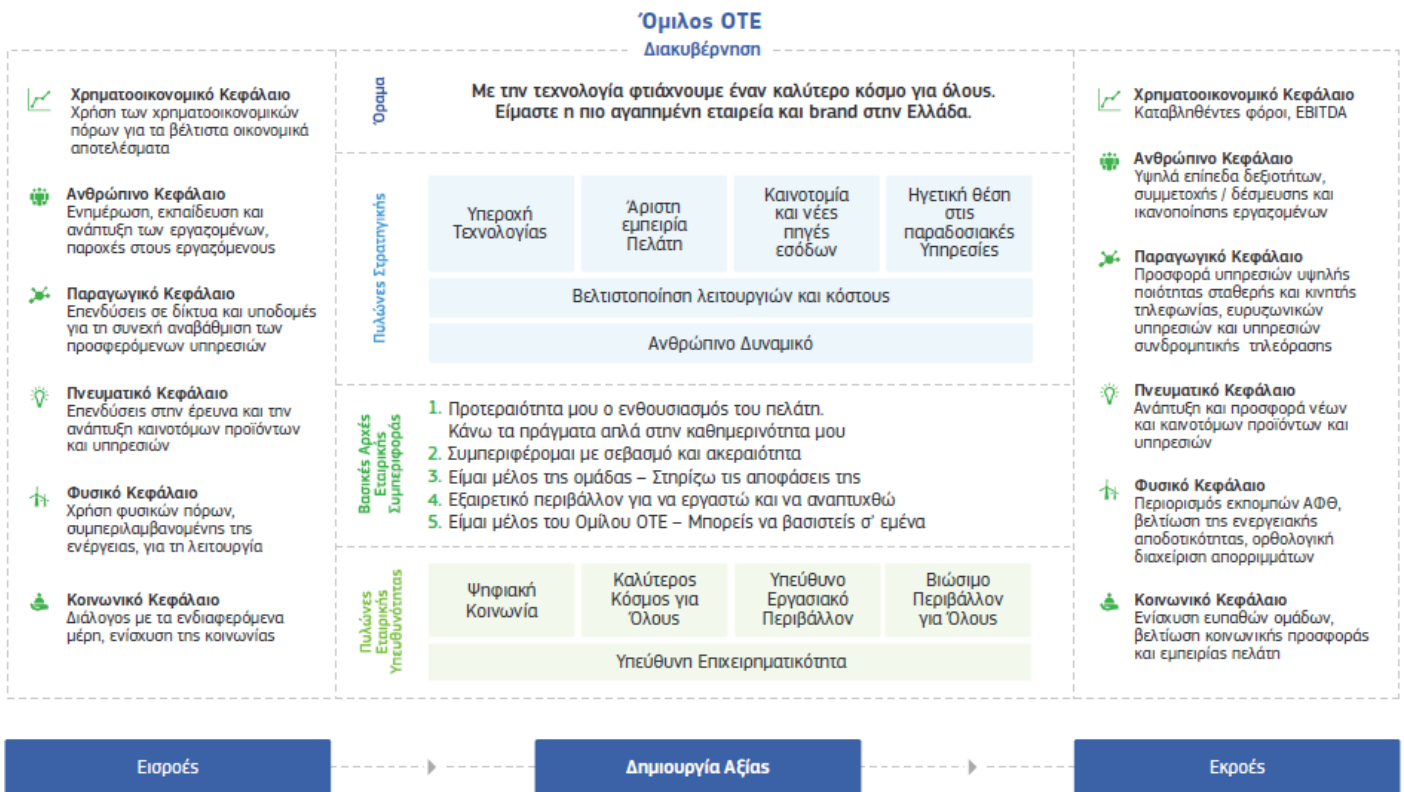 Όμιλος ΟΤΕ
Διακυβέρνηση
Χρηματοοικονομικό Κεφάλαιο
Χρήση των χρηματοοικονομικών
πόρων για τα βέλτιστα οικονομικά
αποτελέσματα
Ανθρώπινο Κεφάλαιο
Ενημέρωση, εκπαίδευση και
ανάπτυξη των εργαζομένων,
παροχές στους εργαζόμενους
Παραγωγικό Κεφάλαιο
Επενδύσεις σε δίκτυα και υποδομές
για τη συνεχή αναβάθμιση των
προσφερόμενων υπηρεσιών
Πνευματικό Κεφάλαιο
Επενδύσεις στην έρευνα και την
ανάπτυξη καινοτόμων προϊόντων
και υπηρεσιών
Φυσικό Κεφάλαιο
Χρήση φυσικών πόρων,
συμπεριλαμβανομένης της
ενέργειας, για τη λειτουργία
Κοινωνικό Κεφάλαιο
Διάλογος με τα ενδιαφερόμενα
μέρη, ενίσχυση της κοινωνίας
Όραμα
Με την τεχνολογία φτιάχνουμε έναν καλύτερο κόσμο για όλους.
Είμαστε η πιο αγαπημένη εταιρεία και brand στην Ελλάδα.
Πυλώνες Στρατηγικής
Υπεροχή
Τεχνολογίας
Άριστη
εμπειρία
Πελάτη
Καινοτομία
και νέες
πηγές
εσόδων
Ηγετική θέση
στις
παραδοσιακές
Υπηρεσίες
Βελτιστοποίηση λειτουργιών και κόστους
Ανθρώπινο Δυναμικό
Βασικές Αρχές
Εταιρικής
Συμπεριφοράς
1. Προτεραιότητα μου ο ενθουσιασμός του πελάτη.
Κάνω τα πράγματα απλά στην καθημερινότητα μου
2. Συμπεριφέρομαι με σεβασμό και ακεραιότητα
3. Είμαι μέλος της ομάδας – Στηρίζω τις αποφάσεις της
4. Εξαιρετικό περιβάλλον για να εργαστώ και να αναπτυχθώ
5. Είμαι μέλος του Ομίλου ΟΤΕ – Μπορείς να βασιστείς σ' εμένα
Πυλώνες
Εταιρικής
Υπευθυνότητας
Ψηφιακή
Κοινωνία
Καλύτερος
Κόσμος για
Όλους
Υπεύθυνο
Εργασιακό
Περιβάλλον
Βιώσιμο
Περιβάλλον
για Όλους
Υπεύθυνη Επιχειρηματικότητα
Χρηματοοικονομικό Κεφάλαιο
Καταβληθέντες φόροι, EBITDA
Ανθρώπινο Κεφάλαιο
Υψηλά επίπεδα δεξιοτήτων,
συμμετοχής / δέσμευσης και
ικανοποίησης εργαζομένων
Παραγωγικό Κεφάλαιο
Προσφορά υπηρεσιών υψηλής
ποιότητας σταθερής και κινητής
τηλεφωνίας, ευρυζωνικών
υπηρεσιών και υπηρεσιών
συνδρομητικής τηλεόρασης
Πνευματικό Κεφάλαιο
Ανάπτυξη και προσφορά νέων
και καινοτόμων προϊόντων και
υπηρεσιών
Φυσικό Κεφάλαιο
Περιορισμός εκπομπών ΑΦΘ,
βελτίωση της ενεργειακής
αποδοτικότητας, ορθολογική
διαχείριση απορριμμάτων
Κοινωνικό Κεφάλαιο
Ενίσχυση ευπαθών ομάδων,
βελτίωση κοινωνικής προσφοράς
και εμπειρίας πελάτη
Εισροές
Δημιουργία Αξίας
Εκροές